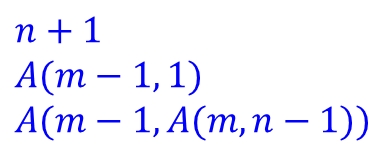 n + 1
A(m − 1, 1)
A(m − 1, A(m, n − 1))